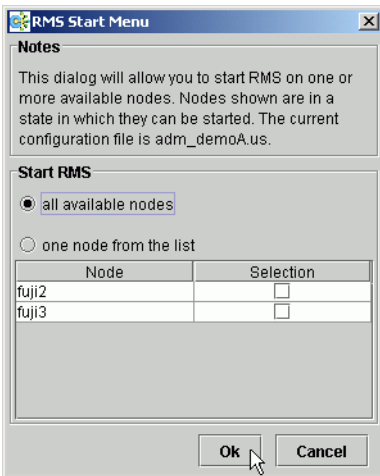 RMS Start Menu
Notes
This dialog will allow you to start RMS on one or
more available nodes. Nodes shown are in a
state in which they can be started. The current
configuration file is adm_demoA.us.
Start RMS
all available nodes
one node from the list
Node Selection
fuji2
fuji3
Ok Cancel